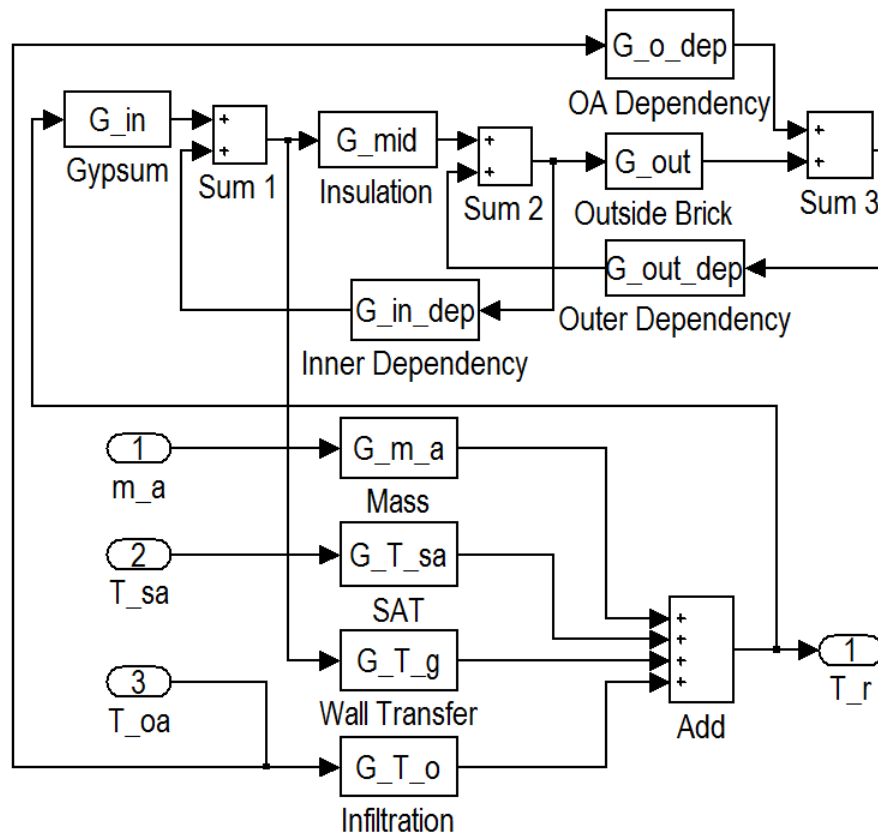 G_o_dep
OA Dependency
G_in
+
+
Gypsum
Sum 1
G_mid
Insulation
+
+
Sum 2
G_out
Outside Brick
+
+
Sum 3
G_out_dep
Outer Dependency
G_in_dep
Inner Dependency
1
m_a
G_m_a
Mass
2
T_sa
G_T_sa
SAT
3
T_oa
G_T_g
Wall Transfer
G_T_o
Infiltration
+
+
+
+
Add
1
T_r